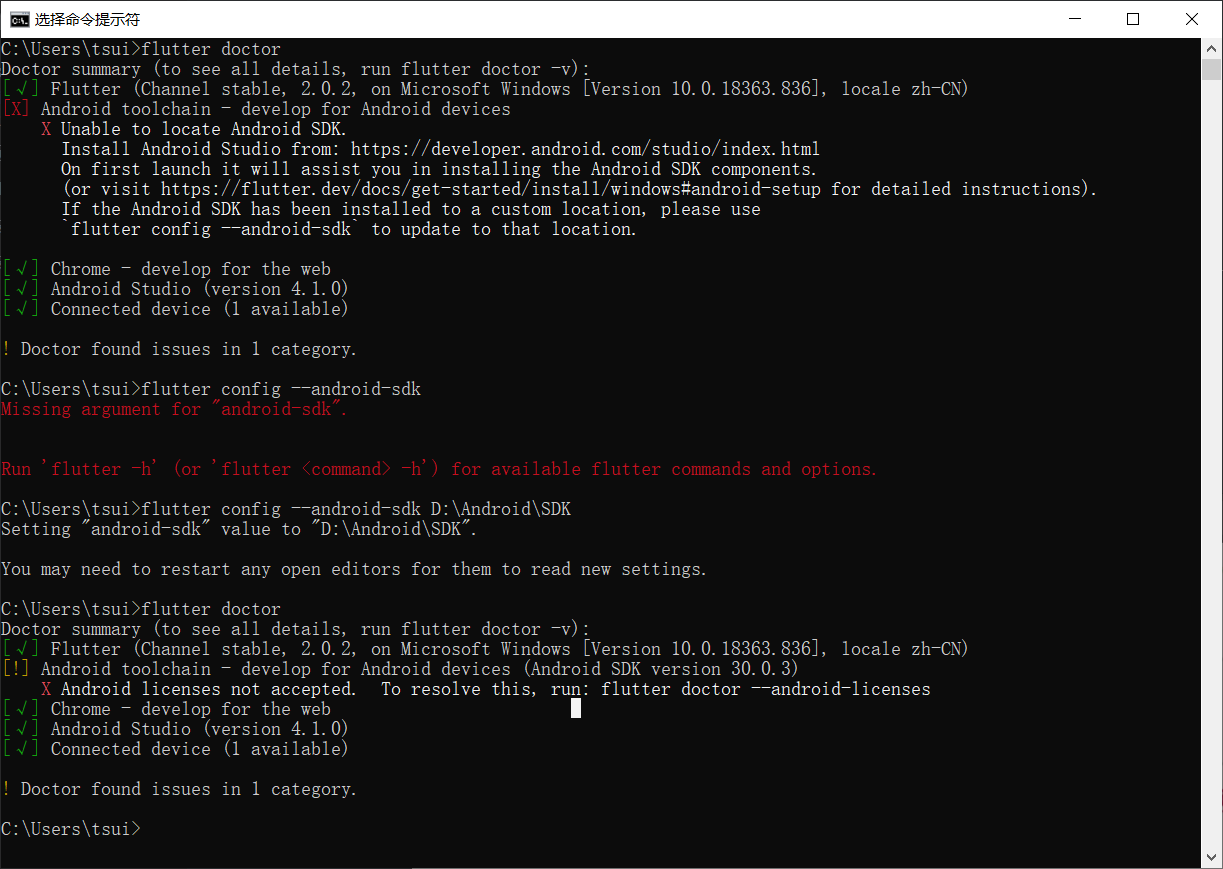 选择命令提示符
C:\Users\tsui>flutter doctor
Doctor summary (to see all details, run flutter doctor -v):
[√] Flutter (Channel stable, 2.0.2, on Microsoft Windows [Version 10.0.18363.836], locale zh-CN)
[X] Android toolchain - develop for Android devices
    X Unable to locate Android SDK.
      Install Android Studio from: https://developer.android.com/studio/index.html
      On first launch it will assist you in installing the Android SDK components.
      (or visit https://flutter.dev/docs/get-started/install/windows#android-setup for detailed instructions).
      If the Android SDK has been installed to a custom location, please use
      `flutter config --android-sdk` to update to that location.
[√] Chrome - develop for the web
[√] Android Studio (version 4.1.0)
[√] Connected device (1 available)
! Doctor found issues in 1 category.
C:\Users\tsui>flutter config --android-sdk
Missing argument for "android-sdk".
Run 'flutter -h' (or 'flutter <command> -h') for available flutter commands and options.
C:\Users\tsui>flutter config --android-sdk D:\Android\SDK
Setting "android-sdk" value to "D:\Android\SDK".
You may need to restart any open editors for them to read new settings.
C:\Users\tsui>flutter doctor
Doctor summary (to see all details, run flutter doctor -v):
[√] Flutter (Channel stable, 2.0.2, on Microsoft Windows [Version 10.0.18363.836], locale zh-CN)
[!] Android toolchain - develop for Android devices (Android SDK version 30.0.3)
    X Android licenses not accepted.  To resolve this, run: flutter doctor --android-licenses
[√] Chrome - develop for the web
[√] Android Studio (version 4.1.0)
[√] Connected device (1 available)
! Doctor found issues in 1 category.
C:\Users\tsui>